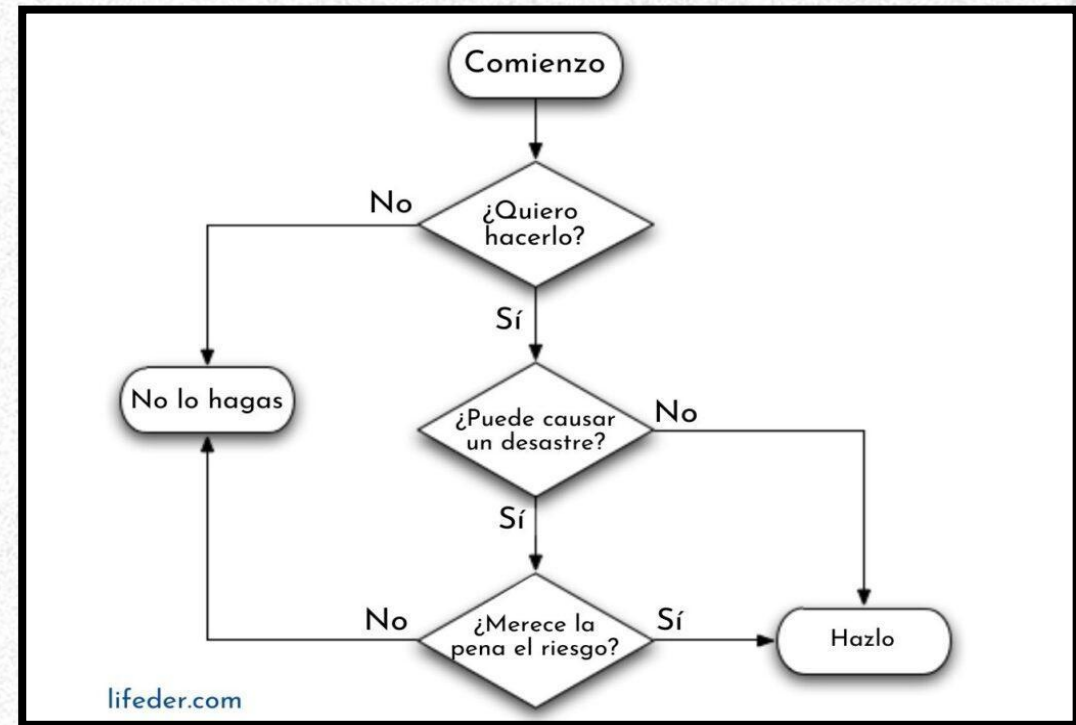 Comienzo
No
¿Quiero
hacerlo?
Sí
No lo hagas
¿Puede causar
un desastre?
No
Sí
No
¿Merece la
pena el riesgo?
Sí
Hazlo
lifeder.com